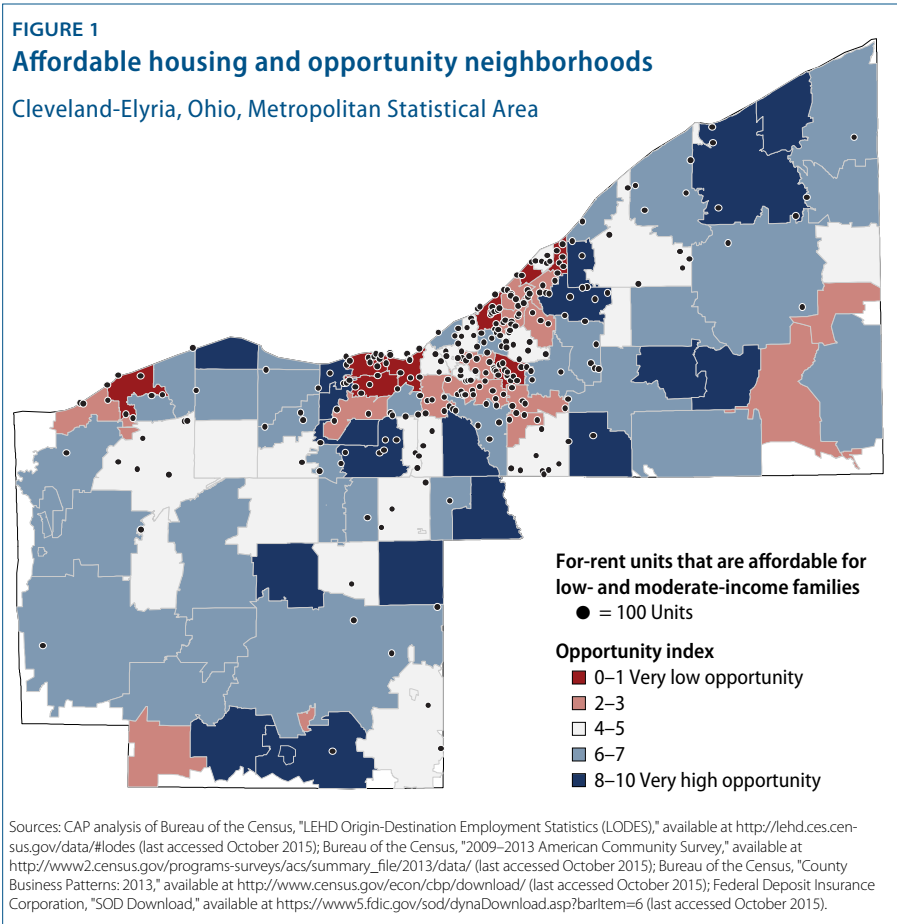 FIGURE 1
Affordable housing and opportunity neighborhoods
Cleveland-Elyria, Ohio, Metropolitan Statistical Area
For-rent units that are affordable for
low- and moderate-income families
= 100 Units
Opportunity index
0–1 Very low opportunity
2–3
4–5
6–7
8–10 Very high opportunity
Sources: CAP analysis of Bureau of the Census, "LEHD Origin-Destination Employment Statistics (LODES)," available at http://lehd.ces.cen-
sus.gov/data/#lodes (last accessed October 2015); Bureau of the Census, "2009–2013 American Community Survey," available at
http://www2.census.gov/programs-surveys/acs/summary_file/2013/data/ (last accessed October 2015); Bureau of the Census, "County
Business Patterns: 2013," available at http://www.census.gov/econ/cbp/download/ (last accessed October 2015); Federal Deposit Insurance
Corporation, "SOD Download," available at https://www5.fdic.gov/sod/dynaDownload.asp?barItem=6 (last accessed October 2015).